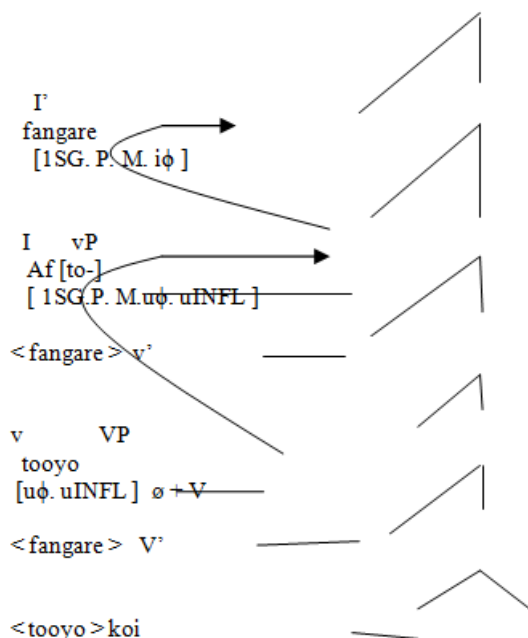 I'
fangare
[1SG. P. M. iϕ ]
I vP
Af [to-]
[ 1SG.P. M.uϕ. uINFL ]
<fangare> v'
v VP
tooyo
[uϕ. uINFL ] ø + V
<fangare> V'
<tooyo> koi